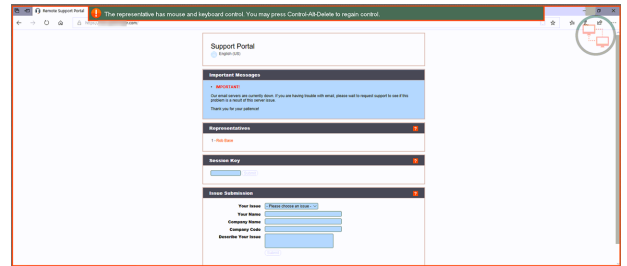 Remote Support Portal
The representative has mouse and keyboard control. You may press Control-Alt-Delete to regain control.
Support Portal
English (US)
Important Messages
IMPORTANT!
Our email servers are currently down. If you are having trouble with email, please wait to request support to see if this
problem is a result of this server issue.
Thank you for your patience!
Representatives
?
Session Key
?
Issue Submission
?
Your Issue
- Please choose an issue -
Your Name
Company Name
Company Code
Describe Your Issue